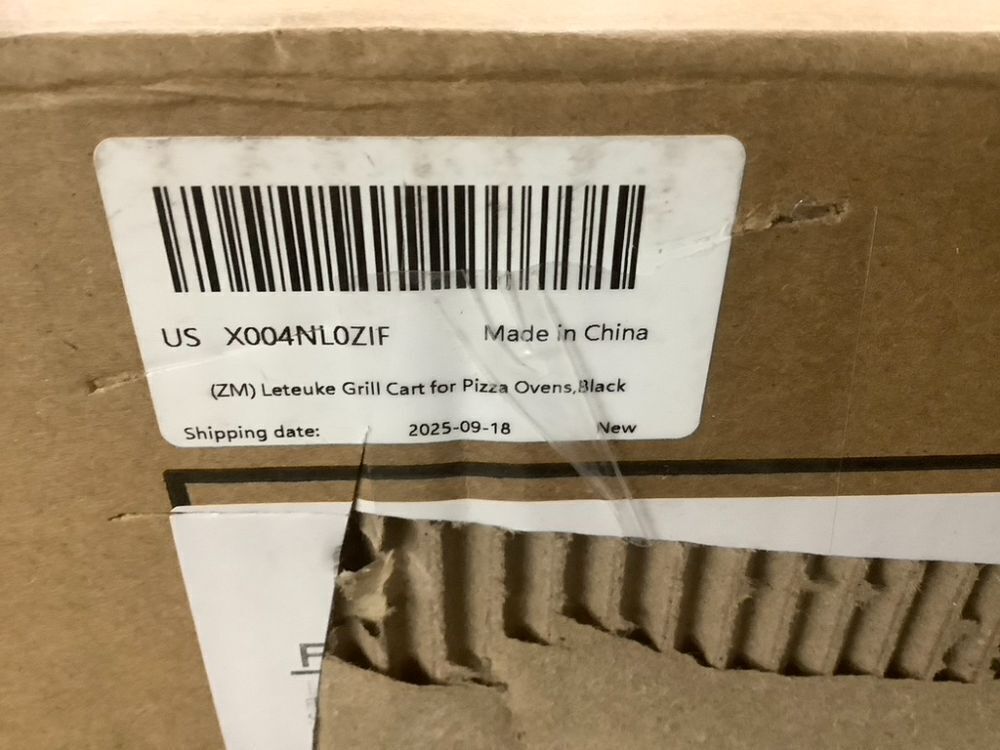 US X004NL0ZIF Made in China
(ZM) Leteuke Grill Cart for Pizza Ovens,Black
Shipping date: 2025-09-18 New
F